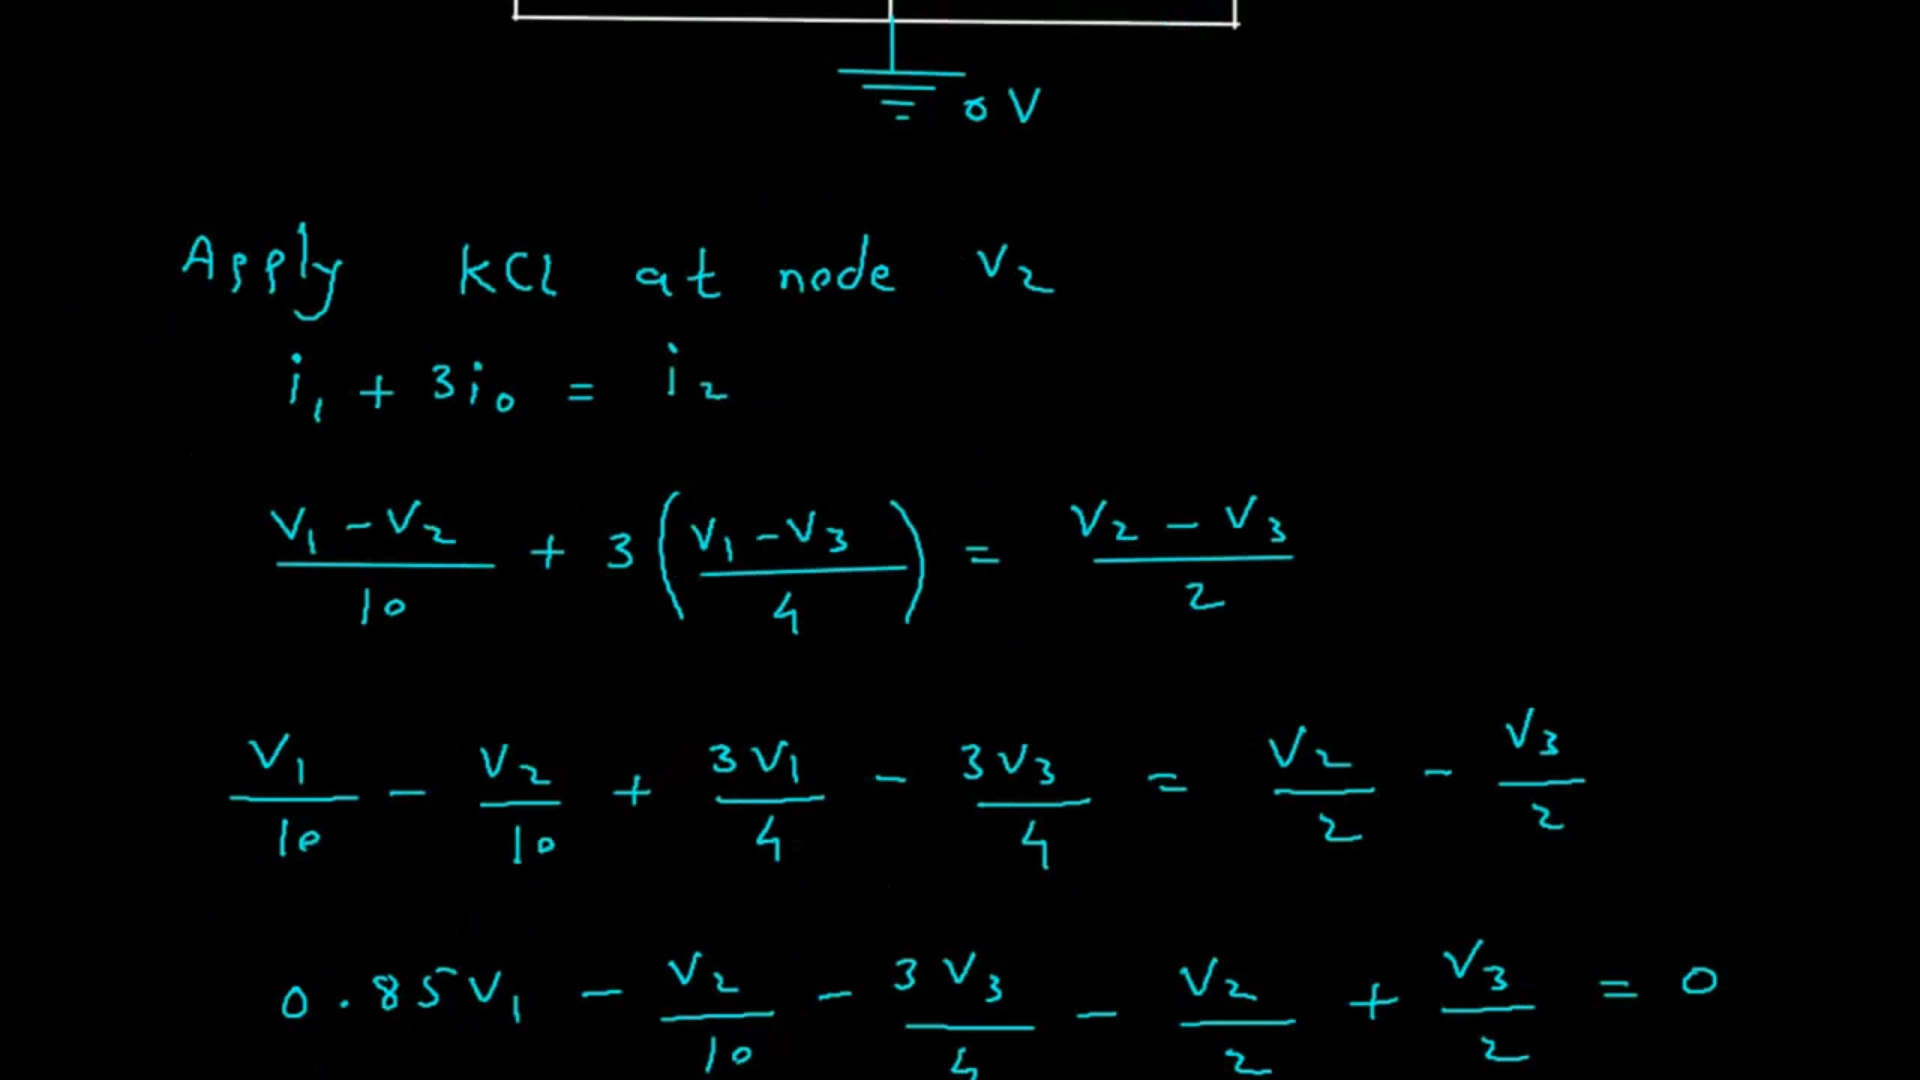 0 V
Apply KCL at node V₂
i₁ + 3i₀ = i₂
(V₁ - V₂)/10 + 3((V₁ - V₃)/4) = (V₂ - V₃)/2
V₁/10 - V₂/10 + 3V₁/4 - 3V₃/4 = V₂/2 - V₃/2
0.85V₁ - V₂/10 - 3V₃/4 - V₂/2 + V₃/2 = 0